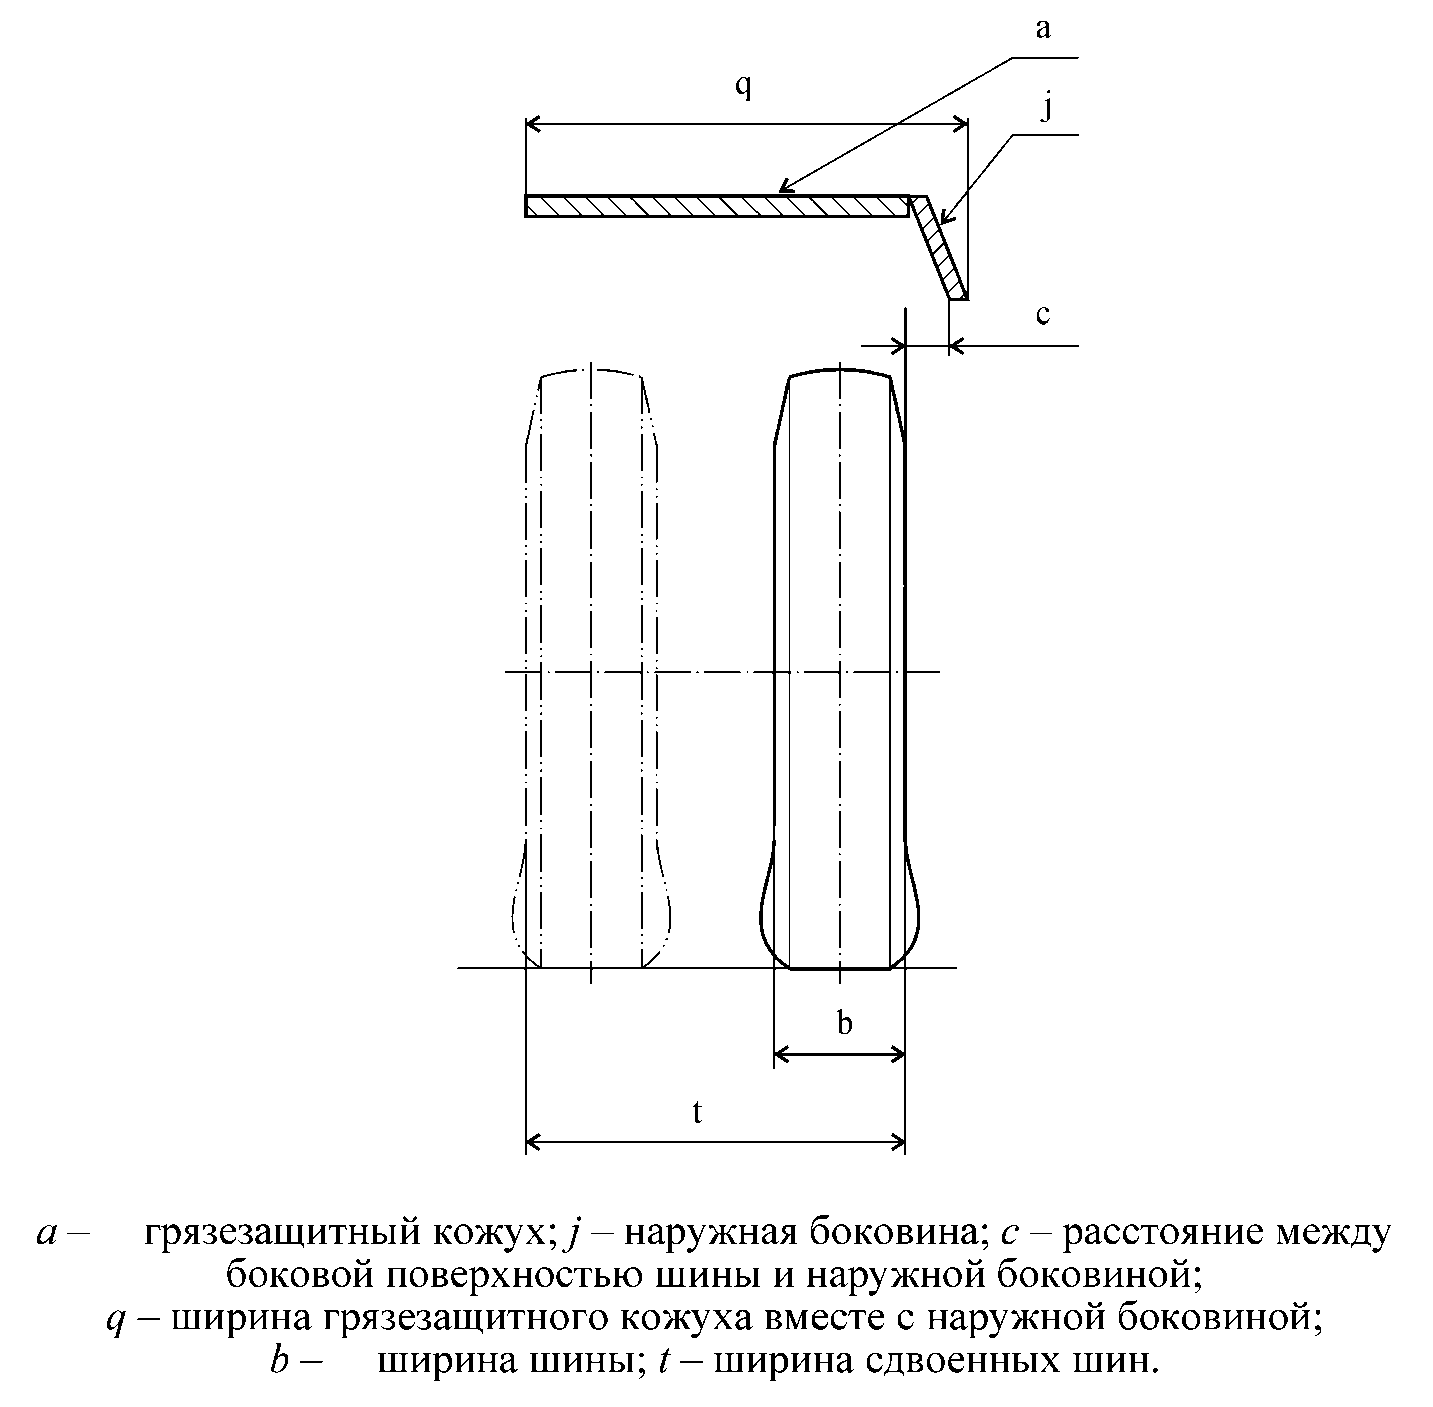 a
q
j
c
b
t
a – грязезащитный кожух; j – наружная боковина; c – расстояние между
боковой поверхностью шины и наружной боковиной;
q – ширина грязезащитного кожуха вместе с наружной боковиной;
b – ширина шины; t – ширина сдвоенных шин.